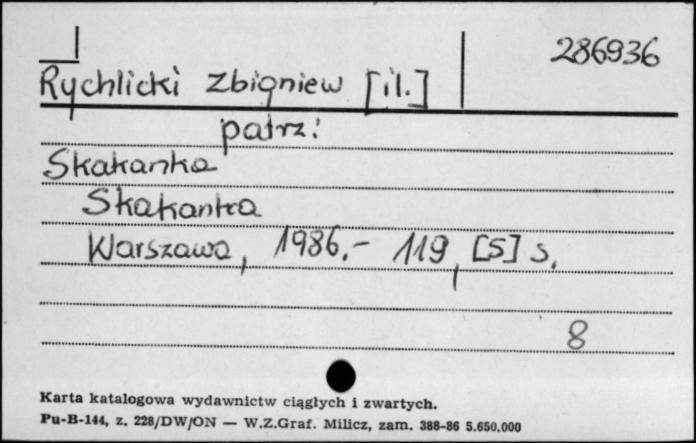 286936
Rychlicki Zbigniew [il.]
patrz:
Skakanka
Skakanka
Warszawa, 1986.- 119, [5] s.
8
Karta katalogowa wydawnictw ciągłych i zwartych.
Pu-B-144, z. 228/DW/ON — W.Z.Graf. Milicz, zam. 388-86 5.650.000